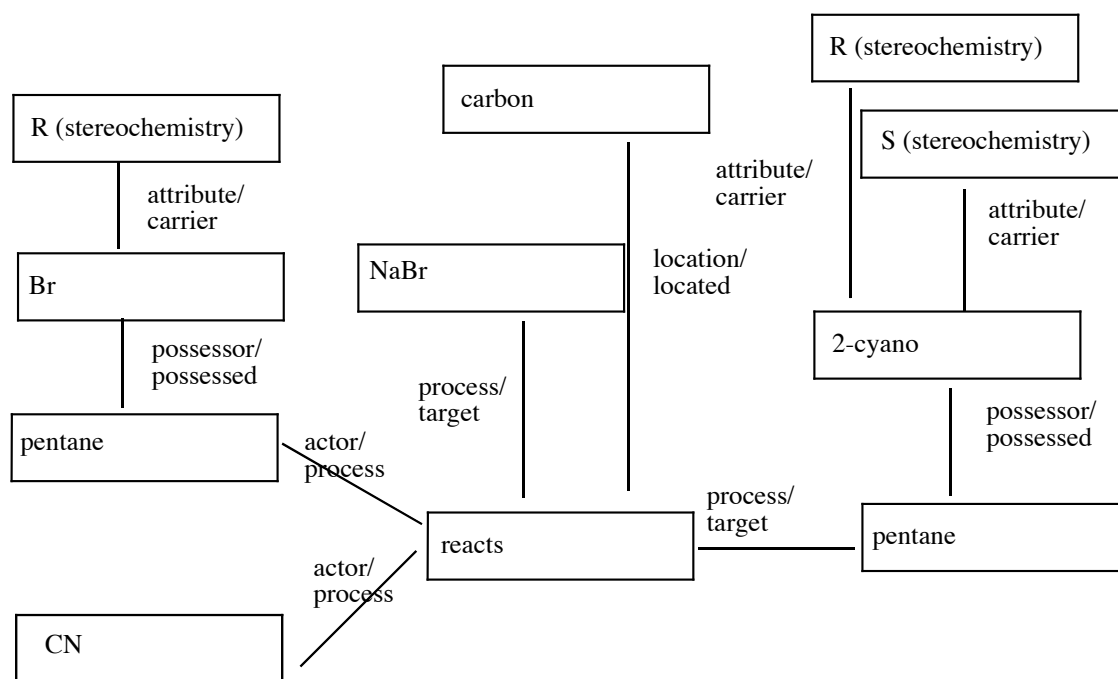 R (stereochemistry)
carbon
R (stereochemistry)
S (stereochemistry)
attribute/
carrier
attribute/
carrier
attribute/
carrier
Br
NaBr
location/
located
2-cyano
possessor/
possessed
process/
target
possessor/
possessed
pentane
actor/
process
process/
target
reacts
pentane
actor/
process
CN